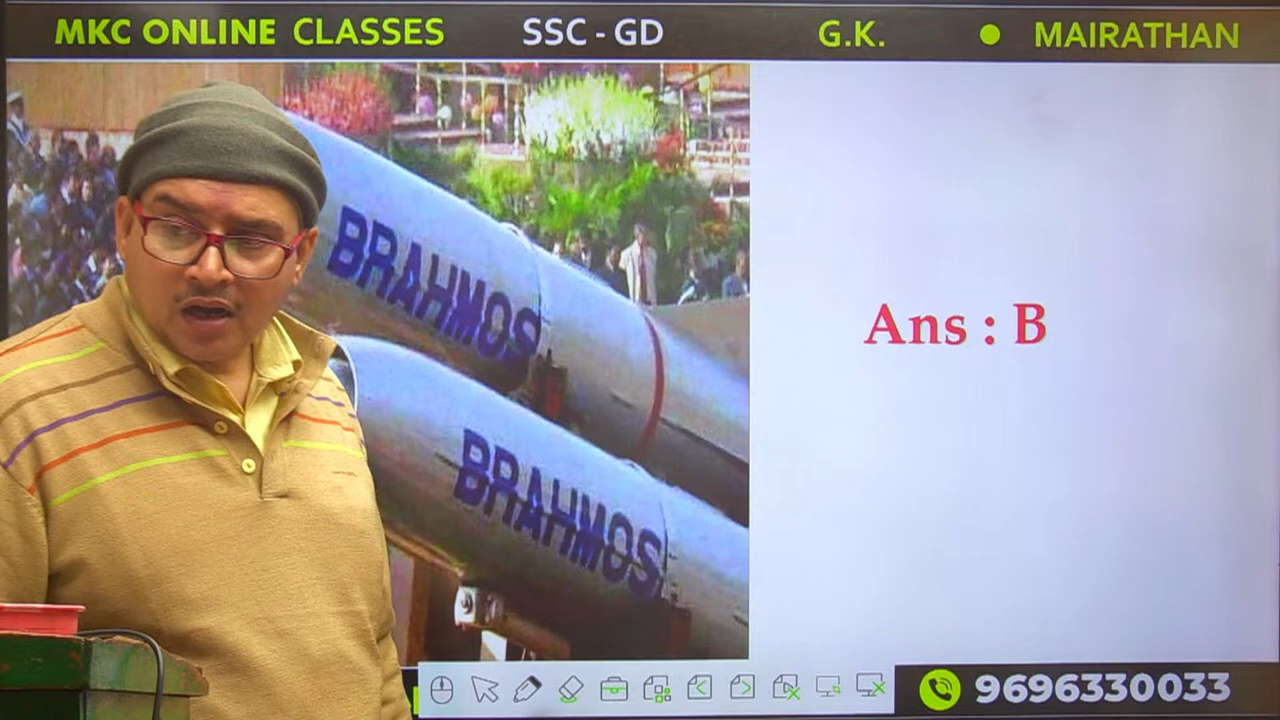 MKC ONLINE CLASSES SSC - GD G.K. MAIRATHAN
BRAHMOS
Ans : B
BRAHMOS
9696330033